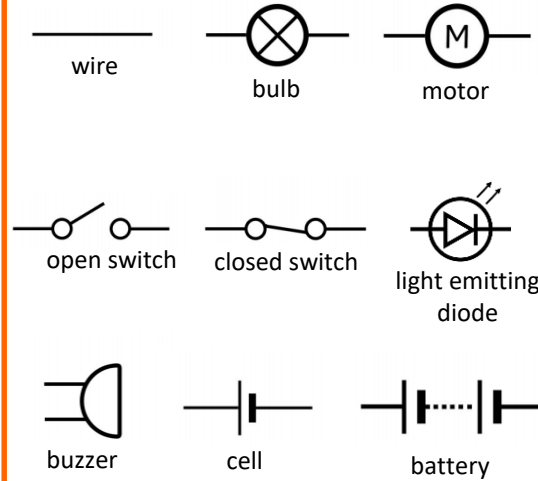 M
wire
bulb
motor
open switch
closed switch
light emitting
diode
buzzer
cell
battery